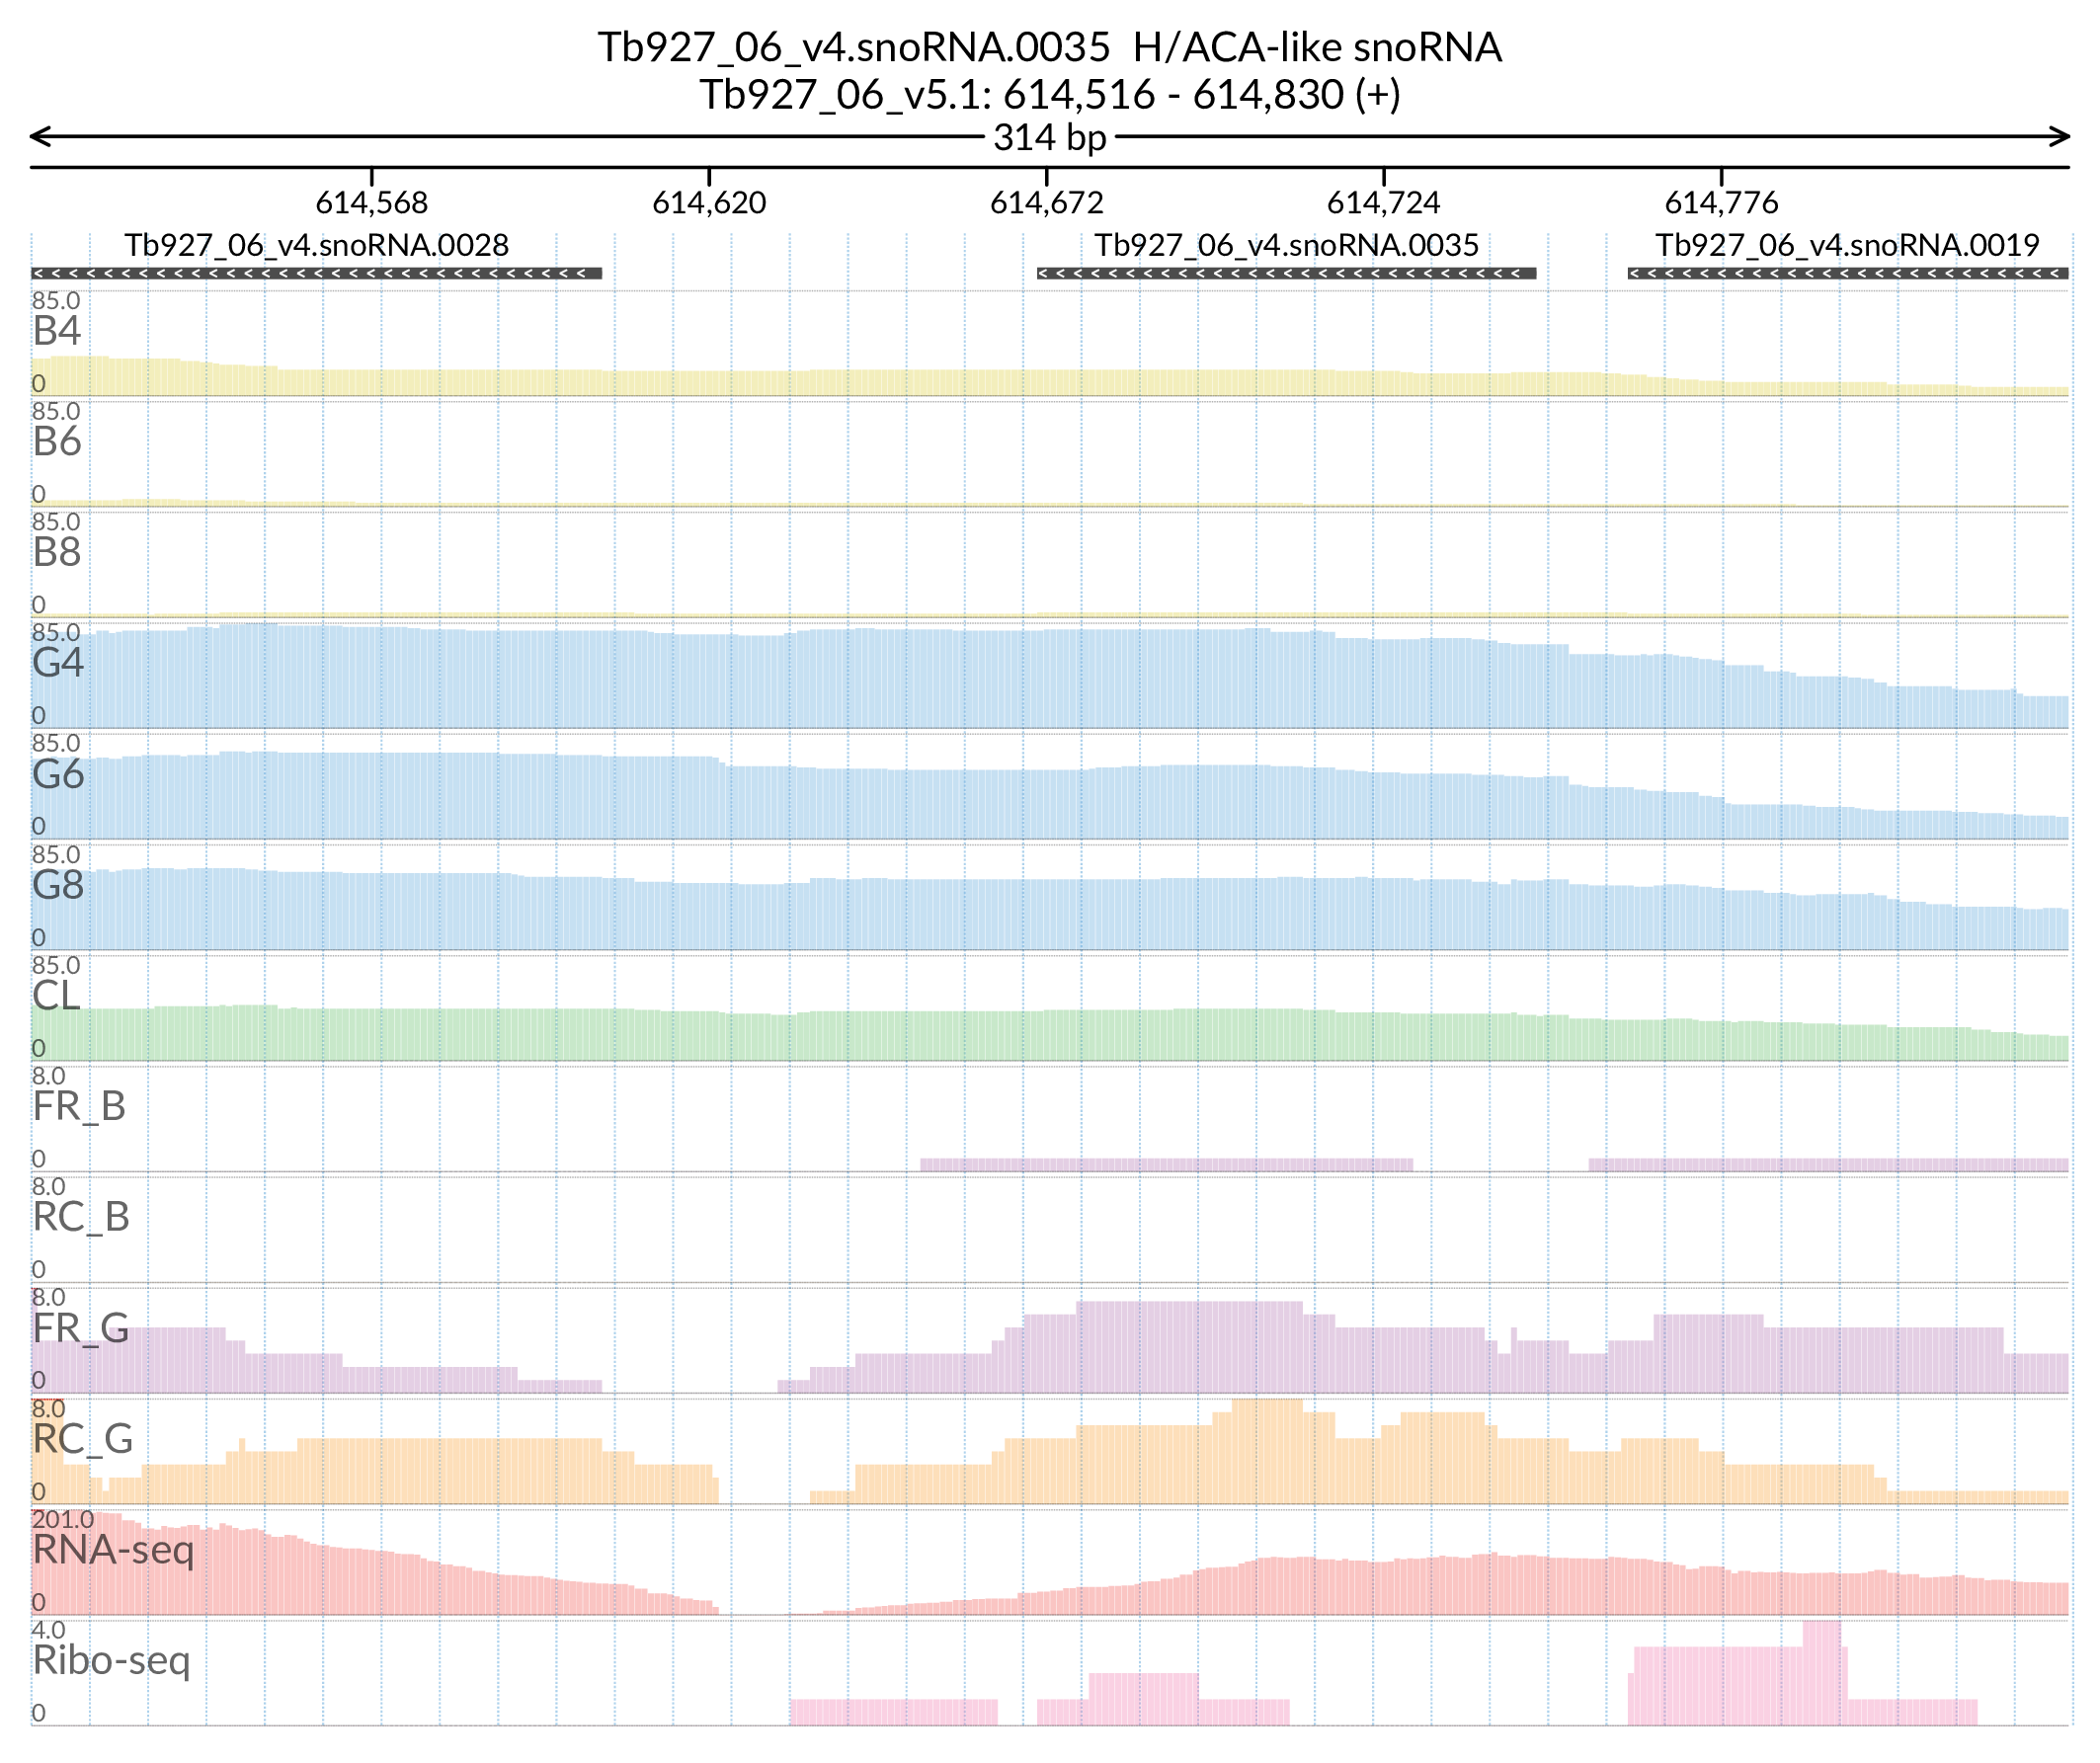 Tb927_06_v4.snoRNA.0035 H/ACA-like snoRNA
Tb927_06_v5.1: 614,516 - 614,830 (+)
314 bp
614,568 614,620 614,672 614,724 614,776
Tb927_06_v4.snoRNA.0028 Tb927_06_v4.snoRNA.0035 Tb927_06_v4.snoRNA.0019
85.0
B4
0
85.0
B6
0
85.0
B8
0
85.0
G4
0
85.0
G6
0
85.0
G8
0
85.0
CL
0
8.0
FR_B
0
8.0
RC_B
0
8.0
FR_G
0
8.0
RC_G
0
201.0
RNA-seq
0
4.0
Ribo-seq
0